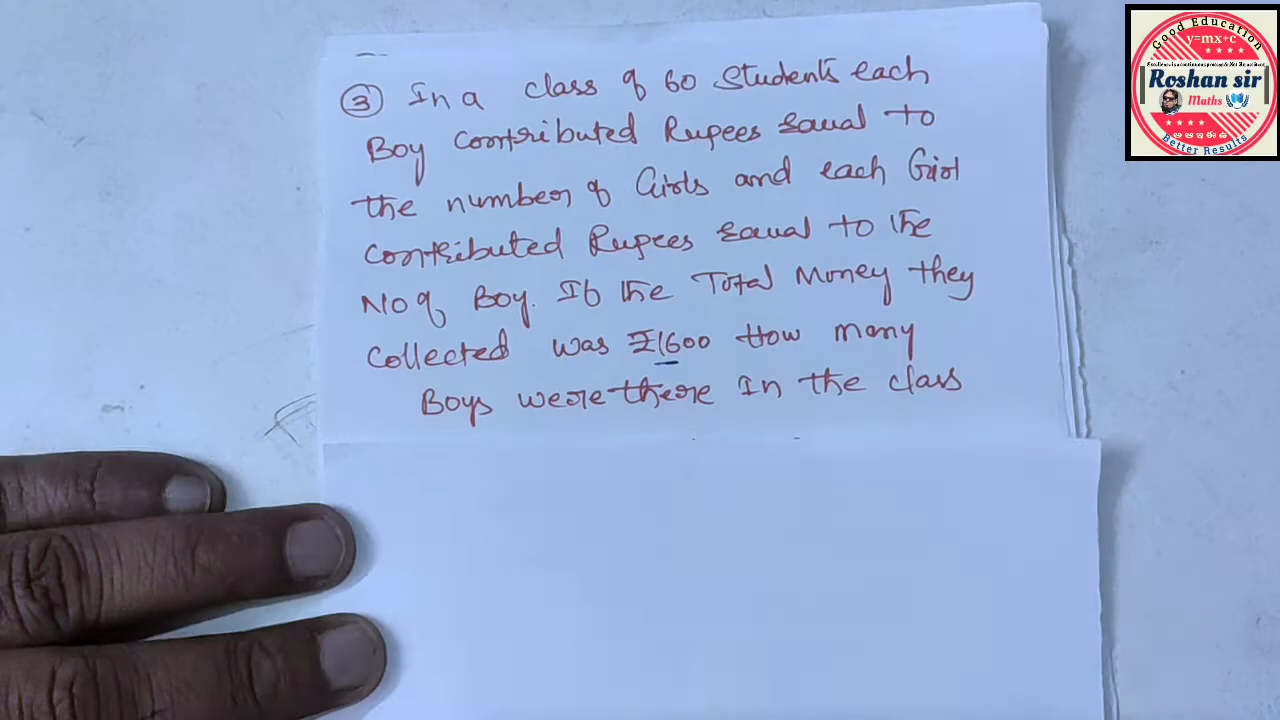 ③ In a class of 60 students each
Boy contributed Rupees equal to
the number of Girls and each Girl
contributed Rupees equal to the
No of Boy. If the Total Money they
collected was ₹1600 How many
Boys were there In the class
Good Education
y=mx+c
Roshan sir
Maths
Better Results